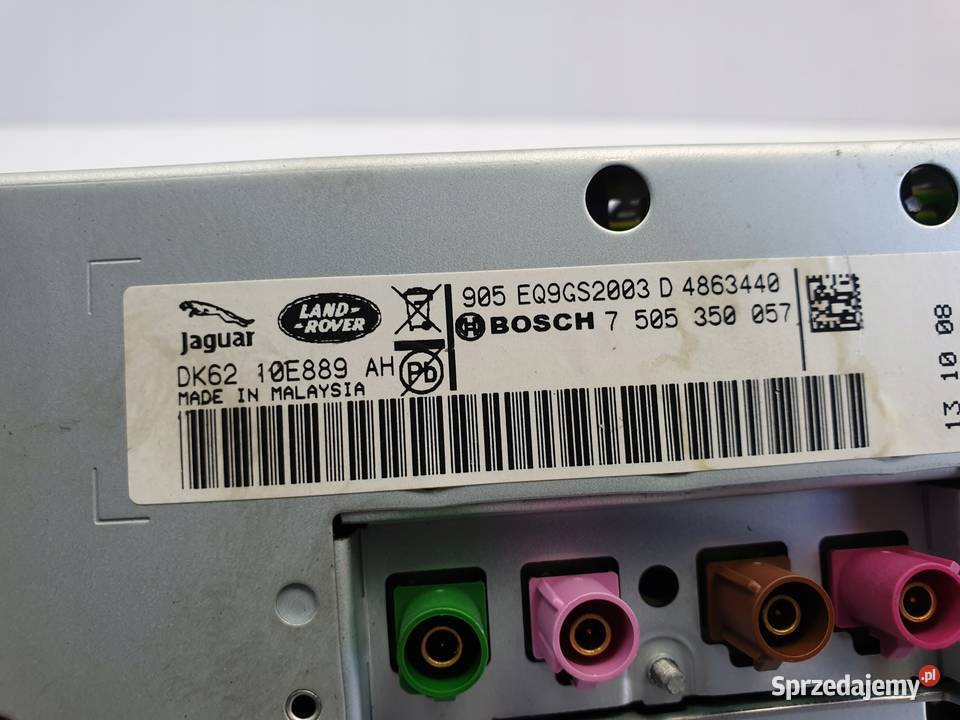 Jaguar
LAND-
-ROVER
DK62 10E889 AH
Pb
MADE IN MALAYSIA
905 EQ9GS2003 D 4863440
BOSCH 7 505 350 057
13 10 08
Sprzedajemy.pl